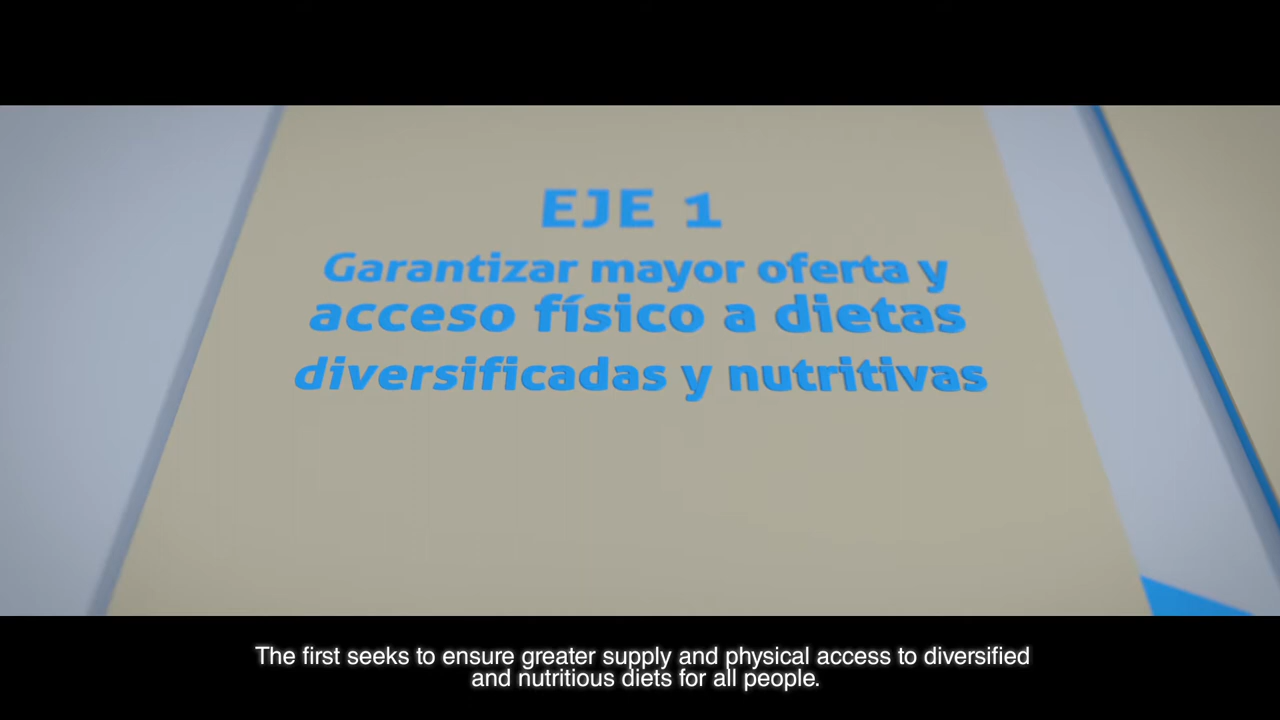 EJE 1
Garantizar mayor oferta y
acceso físico a dietas
diversificadas y nutritivas
The first seeks to ensure greater supply and physical access to diversified
and nutritious diets for all people.